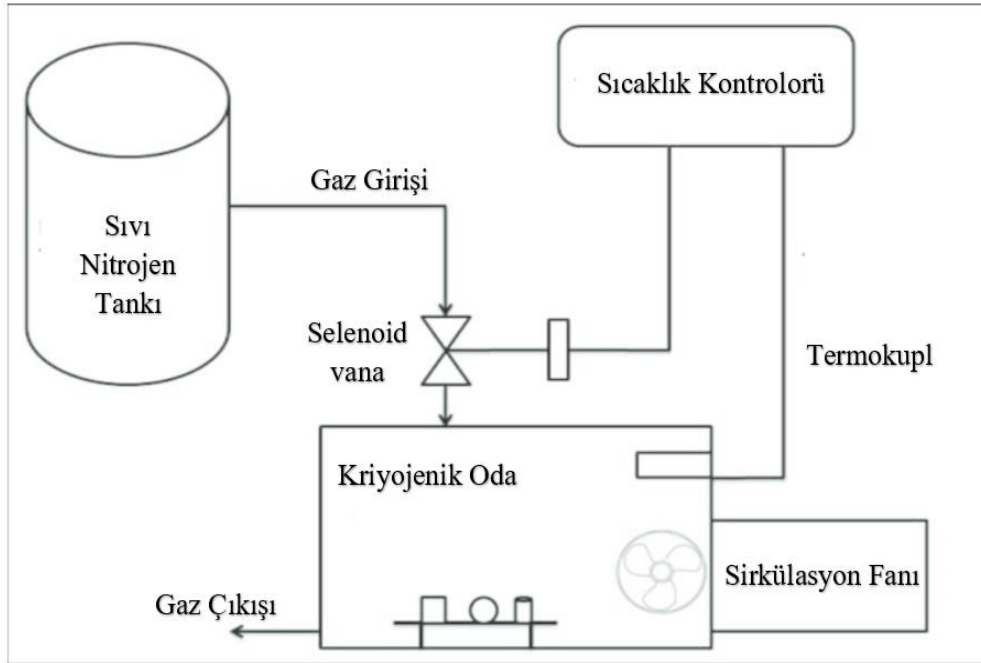 Sıcaklık Kontrolorü
Gaz Girişi
Sıvı
Nitrojen
Tankı
Selenoid
vana
Termokupl
Kriyojenik Oda
Sirkülasyon Fanı
Gaz Çıkışı